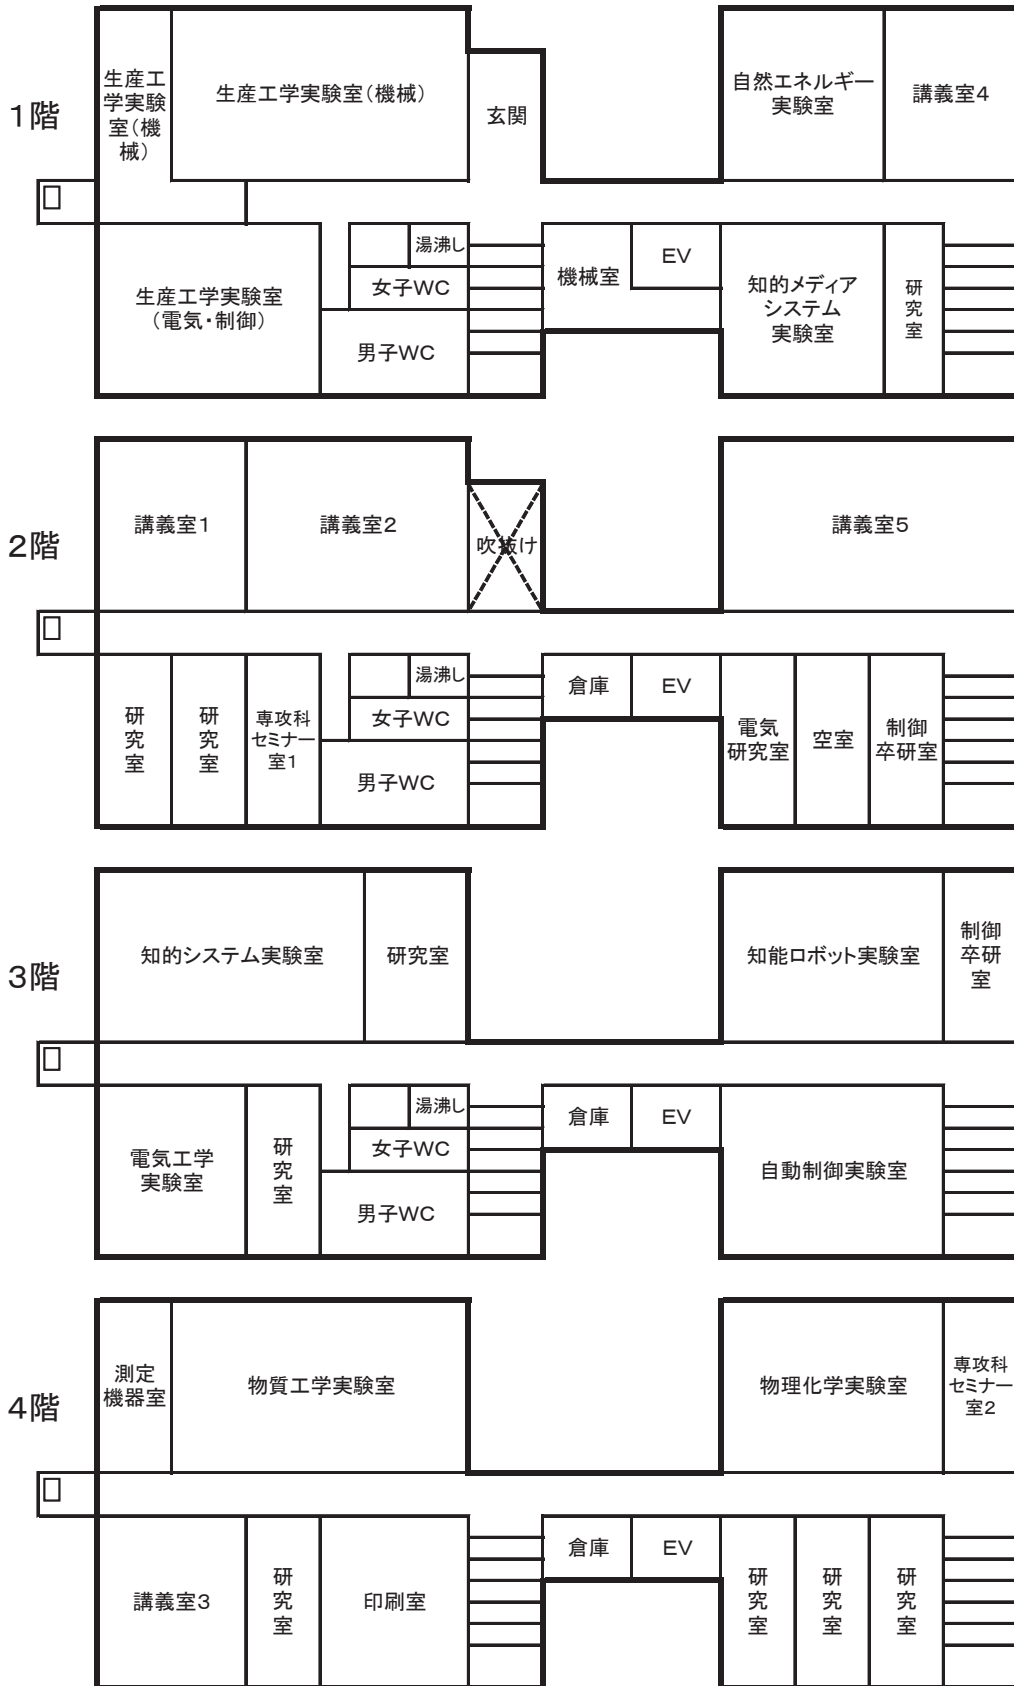 1階
生産工
学実験
室(機
械)
生産工学実験室(機械)
玄関
自然エネルギー
実験室
講義室4
生産工学実験室
(電気・制御)
湯沸し
女子WC
男子WC
機械室
EV
知的メディア
システム
実験室
研
究
室
2階
講義室1
講義室2
吹抜け
講義室5
研
究
室
研
究
室
専攻科
セミナー
室1
湯沸し
女子WC
男子WC
倉庫
EV
電気
研究室
空室
制御
卒研室
3階
知的システム実験室
研究室
知能ロボット実験室
制御
卒研
室
電気工学
実験室
研
究
室
湯沸し
女子WC
男子WC
倉庫
EV
自動制御実験室
4階
測定
機器室
物質工学実験室
物理化学実験室
専攻科
セミナー
室2
講義室3
研
究
室
印刷室
倉庫
EV
研
究
室
研
究
室
研
究
室